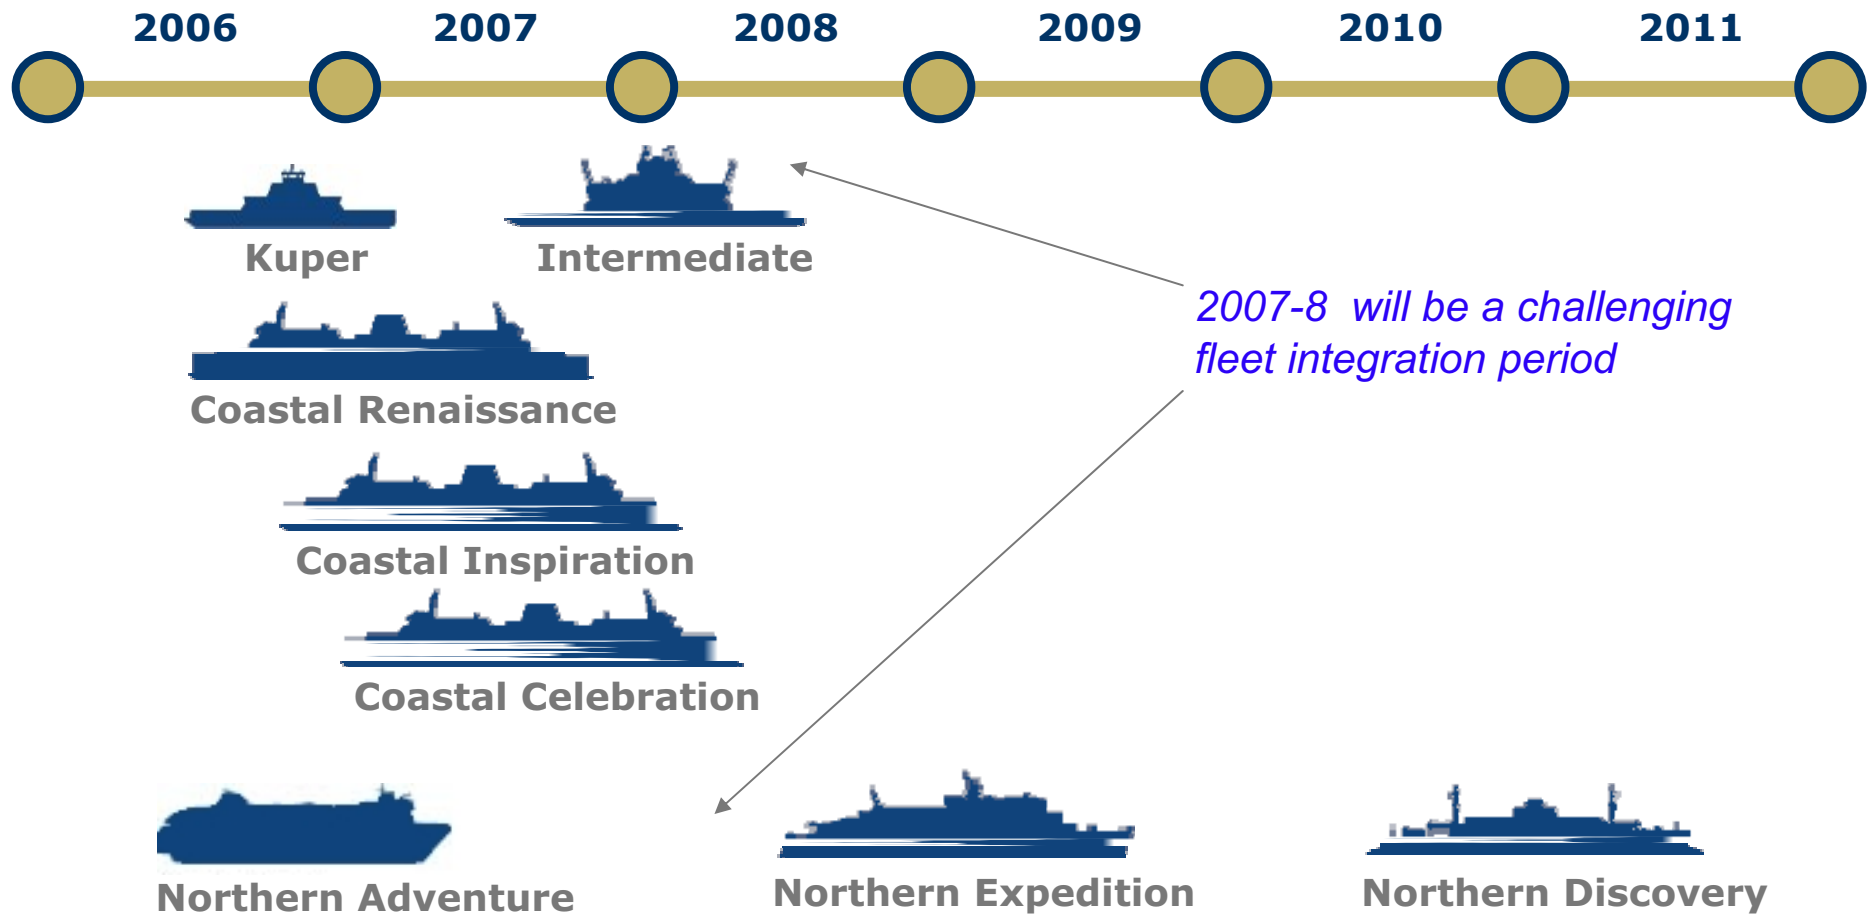 2006 2007 2008 2009 2010 2011
Kuper
Intermediate
2007-8 will be a challenging
fleet integration period
Coastal Renaissance
Coastal Inspiration
Coastal Celebration
Northern Adventure
Northern Expedition
Northern Discovery